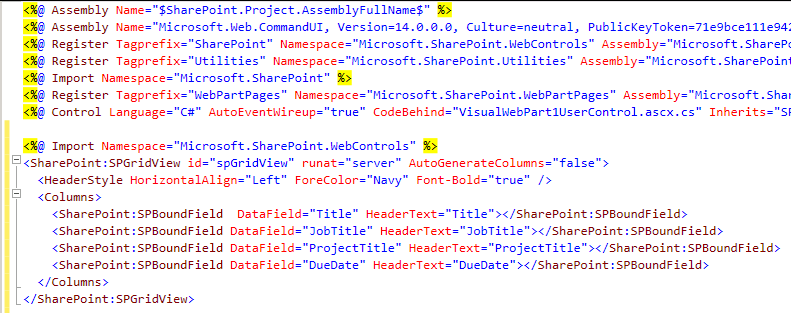 <%@ Assembly Name="$SharePoint.Project.AssemblyFullName$" %>
<%@ Assembly Name="Microsoft.Web.CommandUI, Version=14.0.0.0, Culture=neutral, PublicKeyToken=71e9bce111e942
<%@ Register Tagprefix="SharePoint" Namespace="Microsoft.SharePoint.WebControls" Assembly="Microsoft.SharePo
<%@ Register Tagprefix="Utilities" Namespace="Microsoft.SharePoint.Utilities" Assembly="Microsoft.SharePoint
<%@ Import Namespace="Microsoft.SharePoint" %>
<%@ Register Tagprefix="WebPartPages" Namespace="Microsoft.SharePoint.WebPartPages" Assembly="Microsoft.Shar
<%@ Control Language="C#" AutoEventWireup="true" CodeBehind="VisualWebPart1UserControl.ascx.cs" Inherits="SP
<%@ Import Namespace="Microsoft.SharePoint.WebControls" %>
<SharePoint:SPGridView id="spGridView" runat="server" AutoGenerateColumns="false">
<HeaderStyle HorizontalAlign="Left" ForeColor="Navy" Font-Bold="true" />
<Columns>
<SharePoint:SPBoundField  DataField="Title" HeaderText="Title"></SharePoint:SPBoundField>
<SharePoint:SPBoundField DataField="JobTitle" HeaderText="JobTitle"></SharePoint:SPBoundField>
<SharePoint:SPBoundField DataField="ProjectTitle" HeaderText="ProjectTitle"></SharePoint:SPBoundField>
<SharePoint:SPBoundField DataField="DueDate" HeaderText="DueDate"></SharePoint:SPBoundField>
</Columns>
</SharePoint:SPGridView>